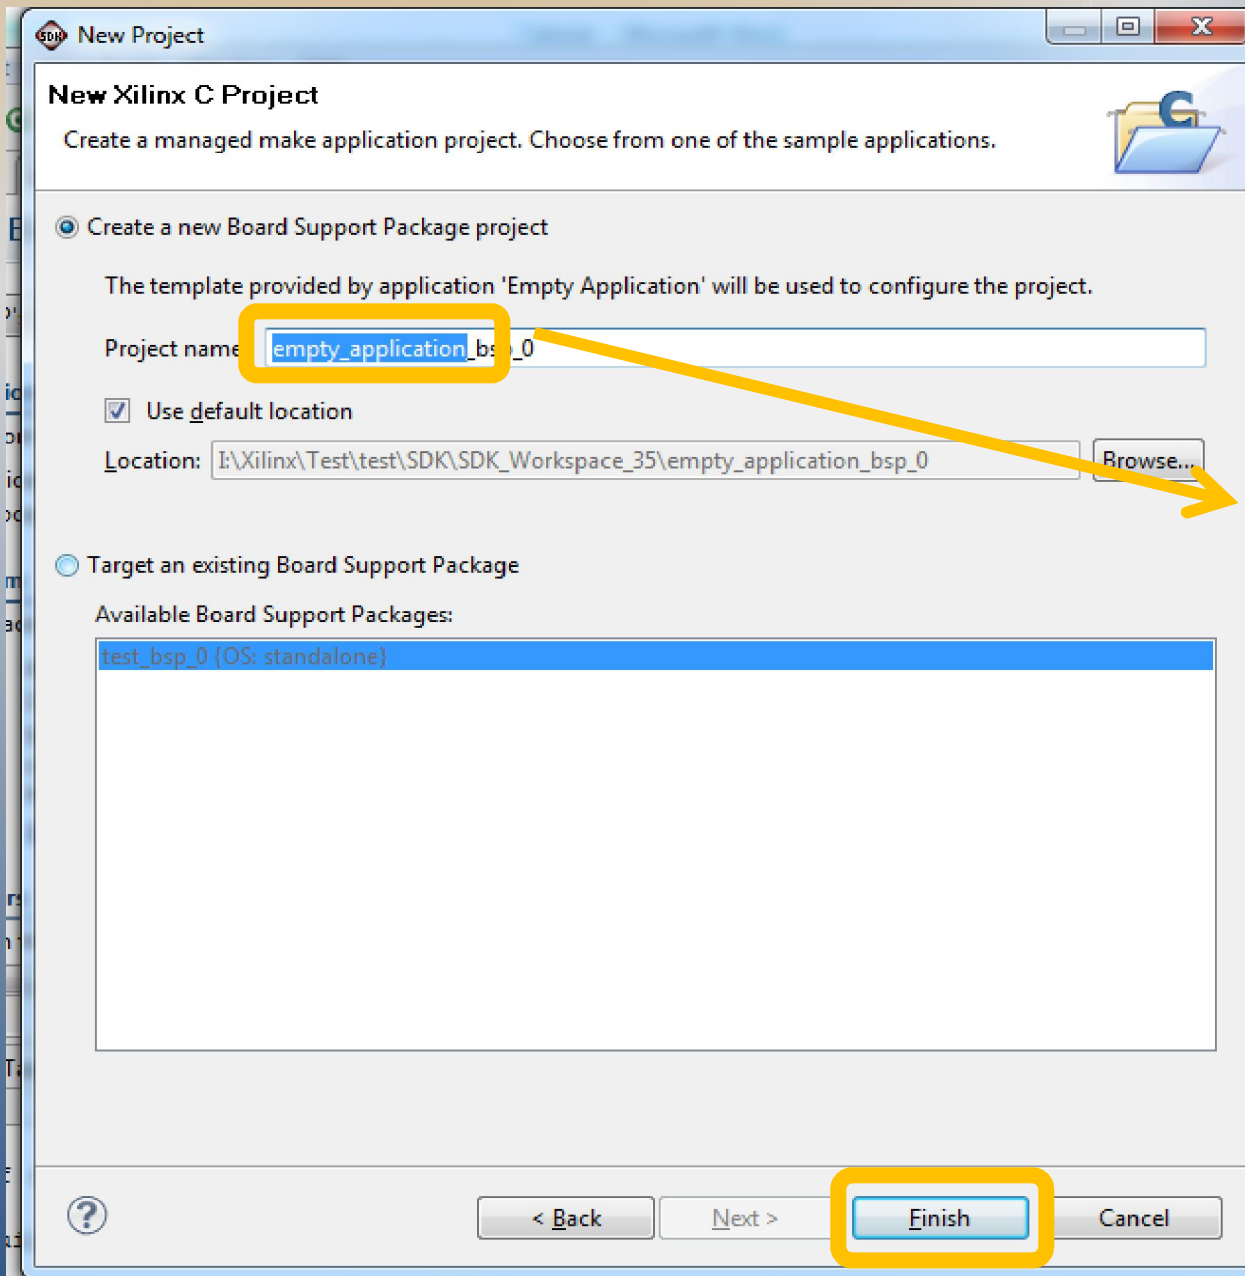 SDK New Project
New Xilinx C Project
Create a managed make application project. Choose from one of the sample applications.
Create a new Board Support Package project
The template provided by application 'Empty Application' will be used to configure the project.
Project name empty_application_bsp_0
Use default location
Location: I:\Xilinx\Test\test\SDK\SDK_Workspace_35\empty_application_bsp_0 Browse...
Target an existing Board Support Package
Available Board Support Packages:
test_bsp_0 {OS: standalone}
< Back Next > Finish Cancel